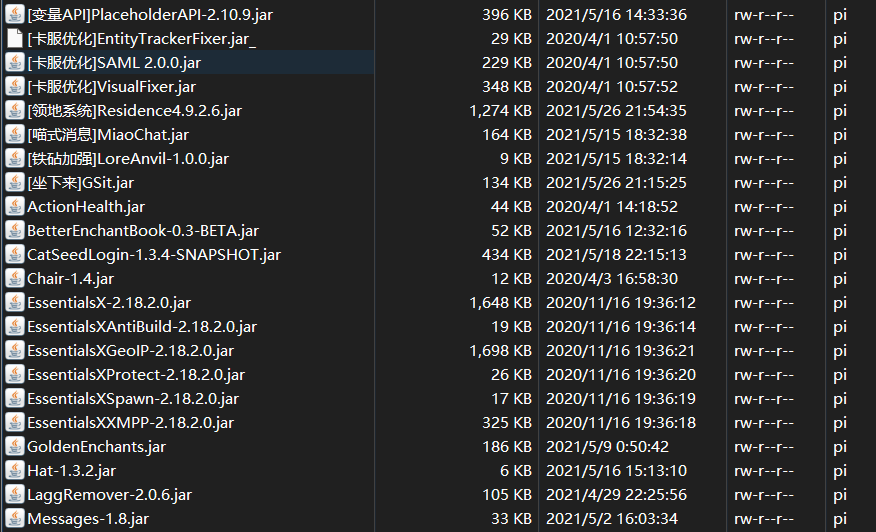 [变量API]PlaceholderAPI-2.10.9.jar 396 KB 2021/5/16 14:33:36 rw-r--r-- pi
[卡服优化]EntityTrackerFixer.jar_ 29 KB 2020/4/1 10:57:50 rw-r--r-- pi
[卡服优化]SAML 2.0.0.jar 229 KB 2020/4/1 10:57:52 rw-r--r-- pi
[卡服优化]VisualFixer.jar 348 KB 2020/4/1 10:57:52 rw-r--r-- pi
[领地系统]Residence4.9.2.6.jar 1,274 KB 2021/5/26 21:54:35 rw-r--r-- pi
[喵式消息]MiaoChat.jar 164 KB 2021/5/15 18:32:38 rw-r--r-- pi
[铁砧加强]LoreAnvil-1.0.0.jar 9 KB 2021/5/15 18:32:14 rw-r--r-- pi
[坐下来]GSit.jar 134 KB 2021/5/26 21:15:25 rw-r--r-- pi
ActionHealth.jar 44 KB 2020/4/1 14:18:52 rw-r--r-- pi
BetterEnchantBook-0.3-BETA.jar 52 KB 2021/5/16 12:32:16 rw-r--r-- pi
CatSeedLogin-1.3.4-SNAPSHOT.jar 434 KB 2021/5/18 22:15:13 rw-r--r-- pi
Chair-1.4.jar 12 KB 2020/4/3 16:58:30 rw-r--r-- pi
EssentialsX-2.18.2.0.jar 1,648 KB 2020/11/16 19:36:12 rw-r--r-- pi
EssentialsXAntiBuild-2.18.2.0.jar 19 KB 2020/11/16 19:36:14 rw-r--r-- pi
EssentialsXGeoIP-2.18.2.0.jar 1,698 KB 2020/11/16 19:36:21 rw-r--r-- pi
EssentialsXProtect-2.18.2.0.jar 26 KB 2020/11/16 19:36:20 rw-r--r-- pi
EssentialsXSpawn-2.18.2.0.jar 17 KB 2020/11/16 19:36:19 rw-r--r-- pi
EssentialsXXMPP-2.18.2.0.jar 325 KB 2020/11/16 19:36:18 rw-r--r-- pi
GoldenEnchants.jar 186 KB 2021/5/9 0:50:42 rw-r--r-- pi
Hat-1.3.2.jar 6 KB 2021/5/16 15:13:10 rw-r--r-- pi
LaggRemover-2.0.6.jar 105 KB 2021/4/29 22:25:56 rw-r--r-- pi
Messages-1.8.jar 33 KB 2021/5/2 16:03:34 rw-r--r-- pi